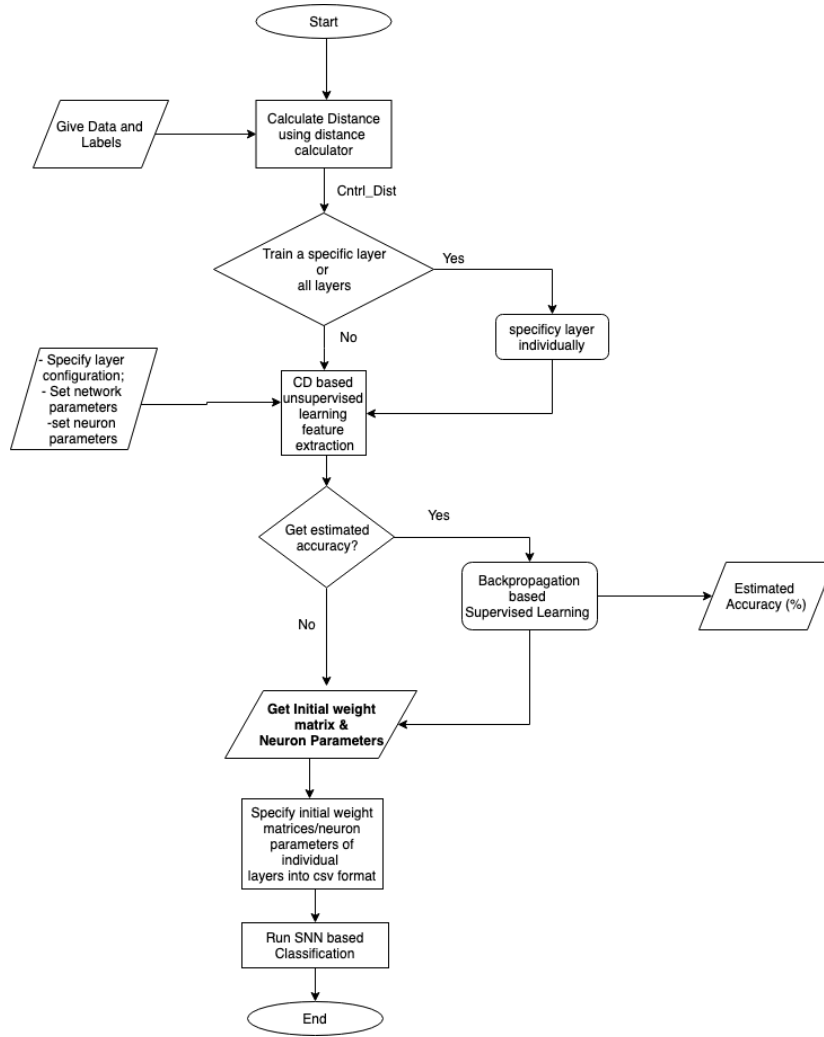 Start
Give Data and
Labels
Calculate Distance
using distance
calculator
Cntrl_Dist
Train a specific layer
or
all layers
Yes
specificy layer
individually
No
- Specify layer
configuration;
- Set network
parameters
-set neuron
parameters
CD based
unsupervised
learning
feature
extraction
Get estimated
accuracy?
Yes
Backpropagation
based
Supervised Learning
Estimated
Accuracy (%)
No
Get Initial weight
matrix &
Neuron Parameters
Specify initial weight
matrices/neuron
parameters of
individual
layers into csv format
Run SNN based
Classification
End